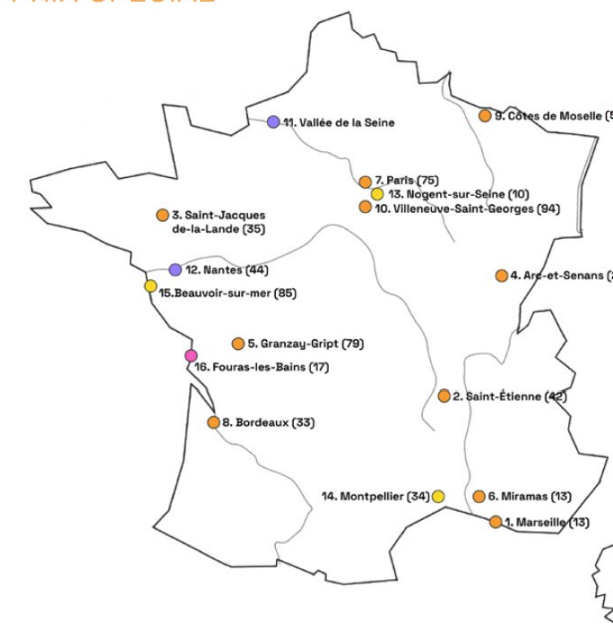 11. Vallée de la Seine
9. Côtes de Moselle (5
7. Paris (75)
13. Nogent-sur-Seine (10)
10. Villeneuve-Saint-Georges (94)
3. Saint-Jacques
de-la-Lande (35)
12. Nantes (44)
4. Arc-et-Senans (
15.Beauvoir-sur-mer (85)
5. Granzay-Gript (79)
16. Fouras-les-Bains (17)
2. Saint-Étienne (42)
8. Bordeaux (33)
14. Montpellier (34)
6. Miramas (13)
1. Marseille (13)